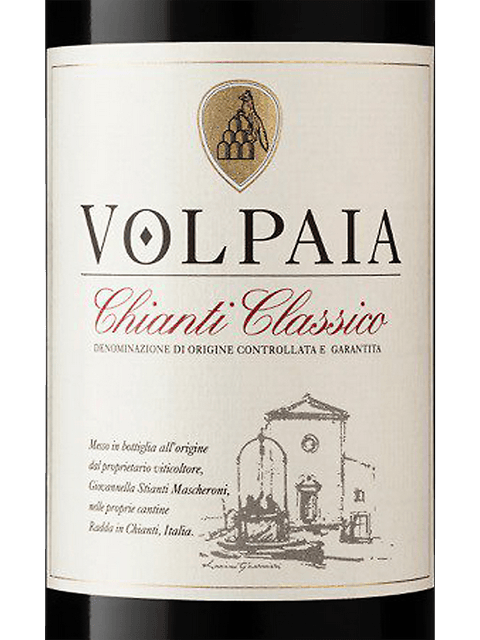 VOLPAIA
Chianti Classico
DENOMINAZIONE DI ORIGINE CONTROLLATA E GARANTITA
Messo in bottiglia all'origine
dal proprietario viticoltore,
Giovannella Stianti Mascheroni,
nelle proprie cantine
Radda in Chianti, Italia.